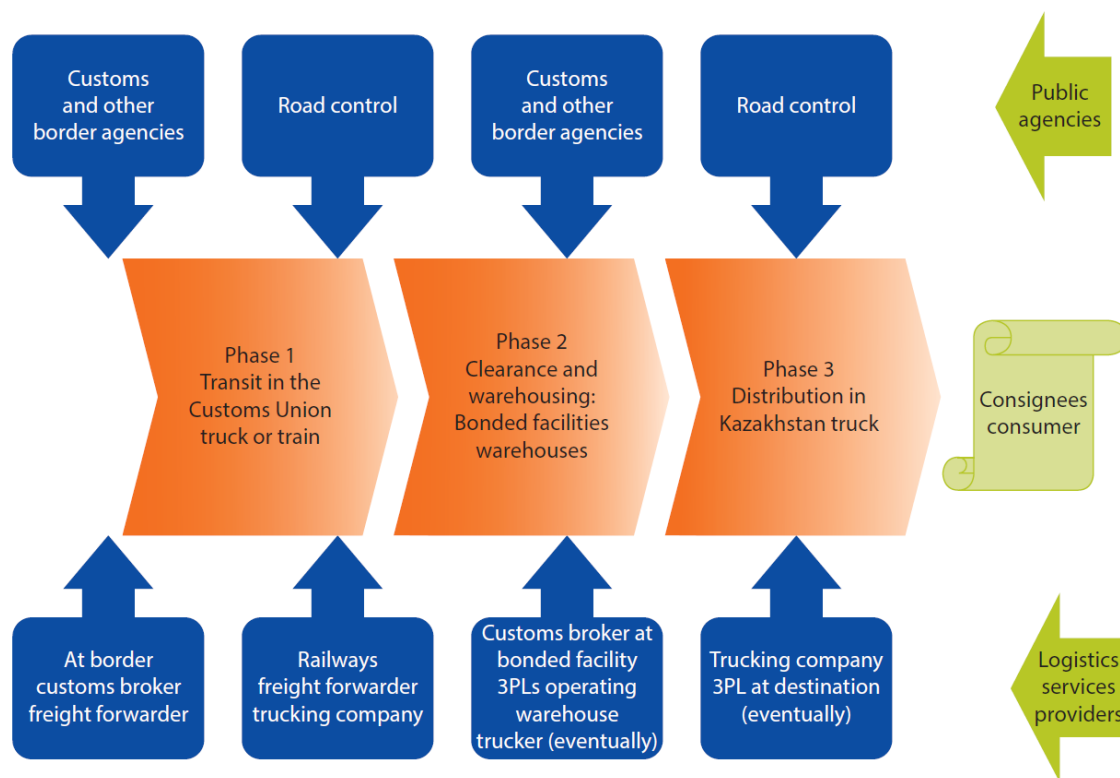 Customs
and other
border agencies
Road control
Customs
and other
border agencies
Road control
Public
agencies
Phase 1
Transit in the
Customs Union
truck or train
Phase 2
Clearance and
warehousing:
Bonded facilities
warehouses
Phase 3
Distribution in
Kazakhstan truck
Consignees
consumer
At border
customs broker
freight forwarder
Railways
freight forwarder
trucking company
Customs broker at
bonded facility
3PLs operating
warehouse
trucker (eventually)
Trucking company
3PL at destination
(eventually)
Logistics
services
providers